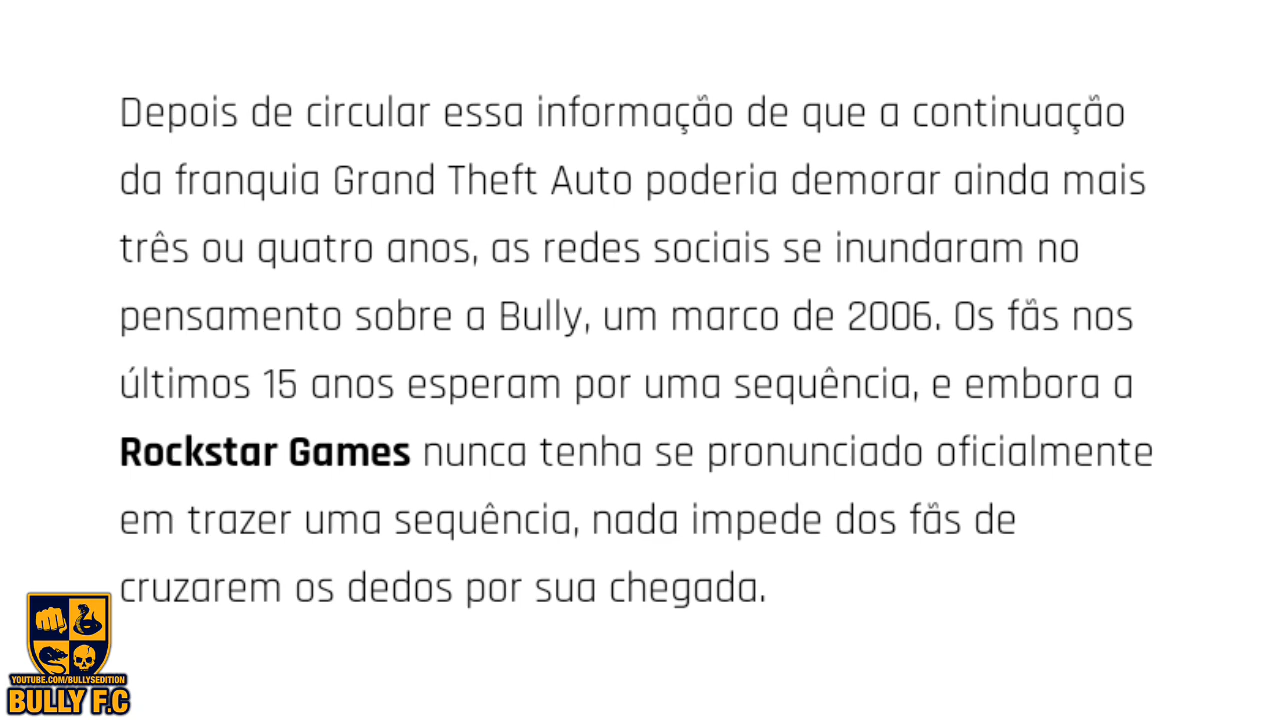 Depois de circular essa informação de que a continuação
da franquia Grand Theft Auto poderia demorar ainda mais
três ou quatro anos, as redes sociais se inundaram no
pensamento sobre a Bully, um marco de 2006. Os fãs nos
últimos 15 anos esperam por uma sequência, e embora a
Rockstar Games nunca tenha se pronunciado oficialmente
em trazer uma sequência, nada impede dos fãs de
cruzarem os dedos por sua chegada.
YOUTUBE.COM/BULLYSEDITION
BULLY F.C